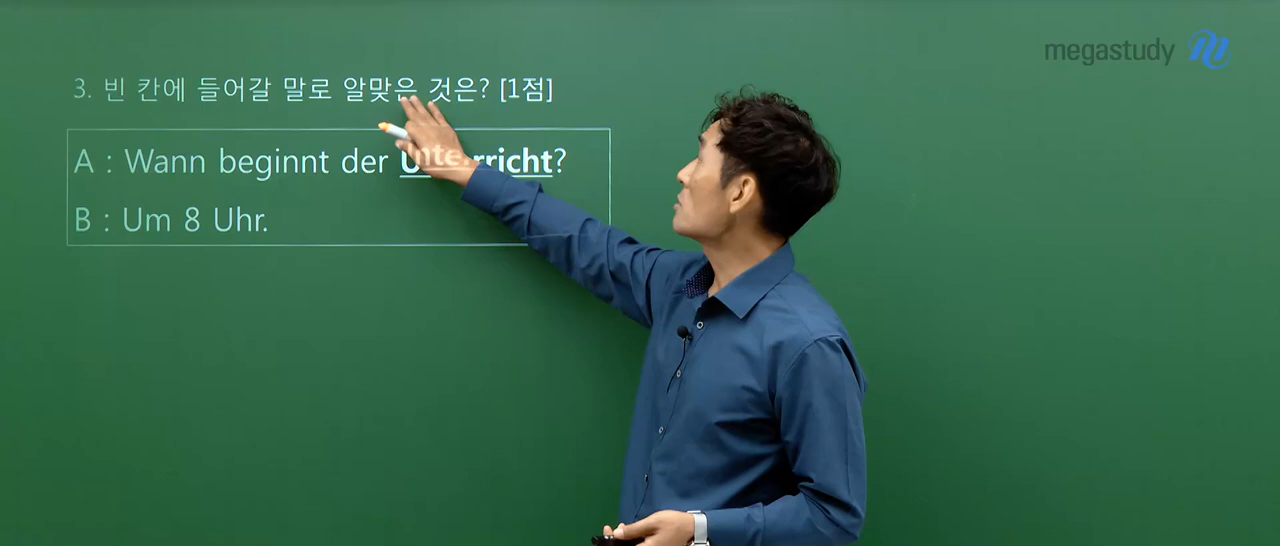 megastudy
3. 빈 칸에 들어갈 말로 알맞은 것은? [1점]
A : Wann beginnt der Unterricht?
B : Um 8 Uhr.